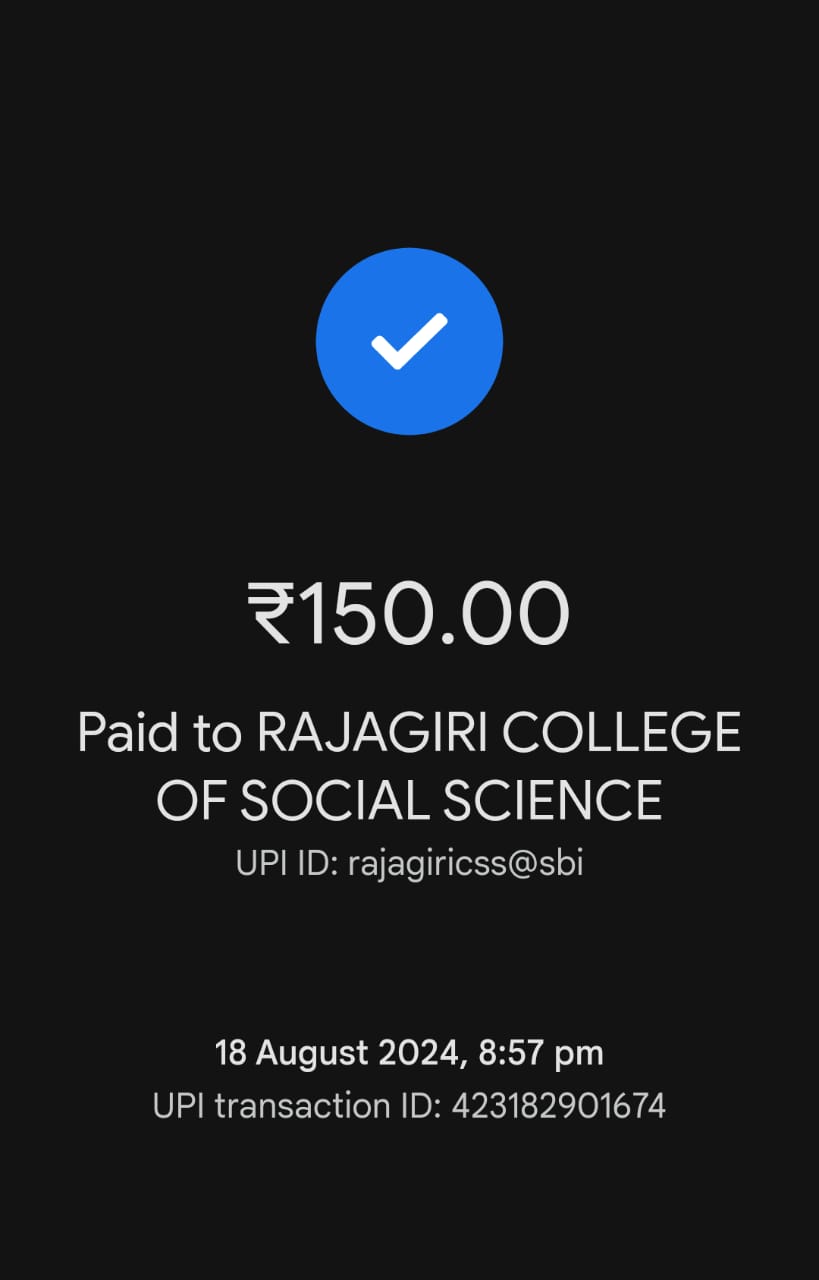 ₹150.00
Paid to RAJAGIRI COLLEGE
OF SOCIAL SCIENCE
UPI ID: rajagiricss@sbi
18 August 2024, 8:57 pm
UPI transaction ID: 423182901674